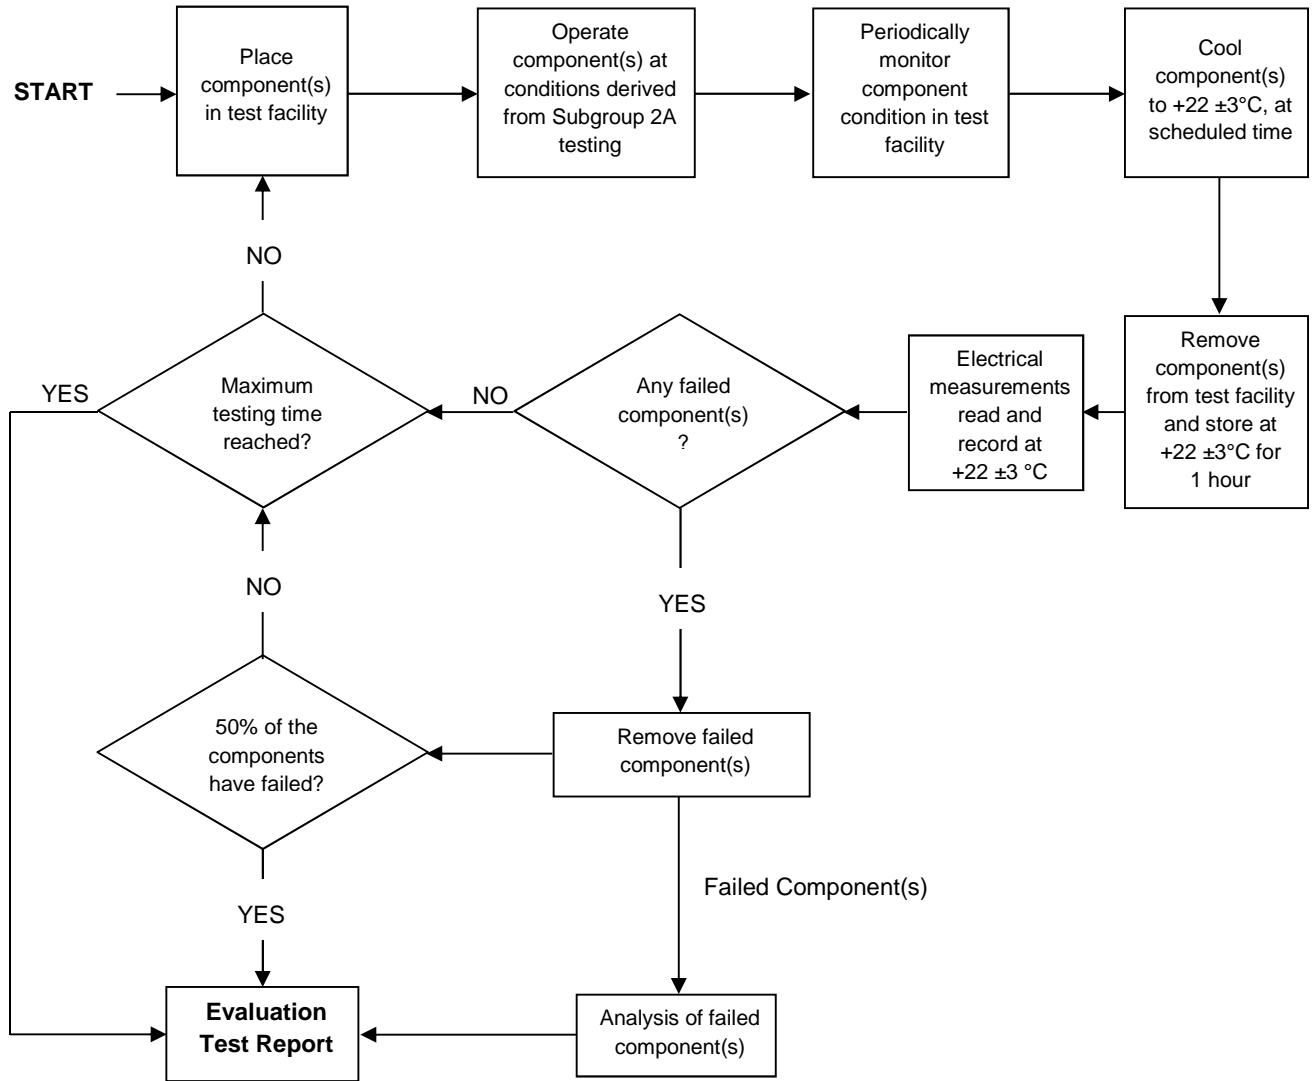 START
Place
component(s)
in test facility
Operate
component(s) at
conditions derived
from Subgroup 2A
testing
Periodically
monitor
component
condition in test
facility
Cool
component(s)
to +22 ±3°C, at
scheduled time
Remove
component(s)
from test facility
and store at
+22 ±3°C for
1 hour
Electrical
measurements
read and
record at
+22 ±3 °C
Any failed
component(s)
?
NO
Maximum
testing time
reached?
NO
YES
YES
Remove failed
component(s)
50% of the
components
have failed?
NO
YES
Failed Component(s)
Analysis of failed
component(s)
Evaluation
Test Report